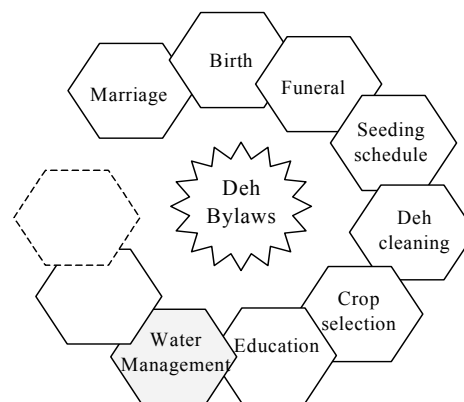 Birth
Marriage
Funeral
Seeding
schedule
Deh
Bylaws
Deh
cleaning
Crop
selection
Water
Management
Education